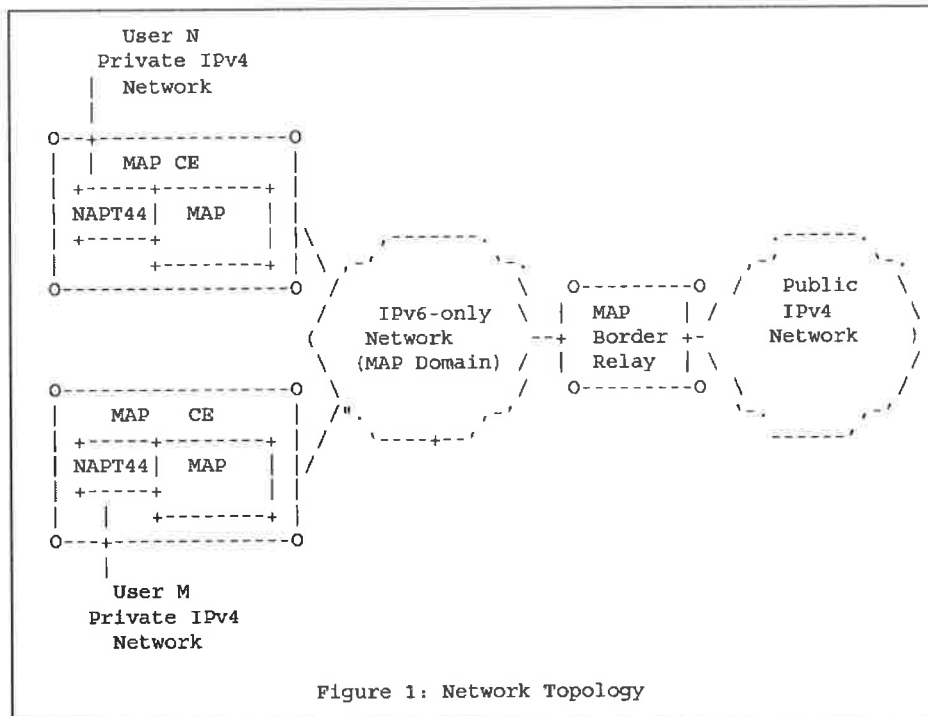 User N
Private IPv4
Network
MAP CE
NAPT44 MAP
IPv6-only
Network
(MAP Domain)
MAP
Border
Relay
Public
IPv4
Network
MAP CE
NAPT44 MAP
User M
Private IPv4
Network
Figure 1: Network Topology